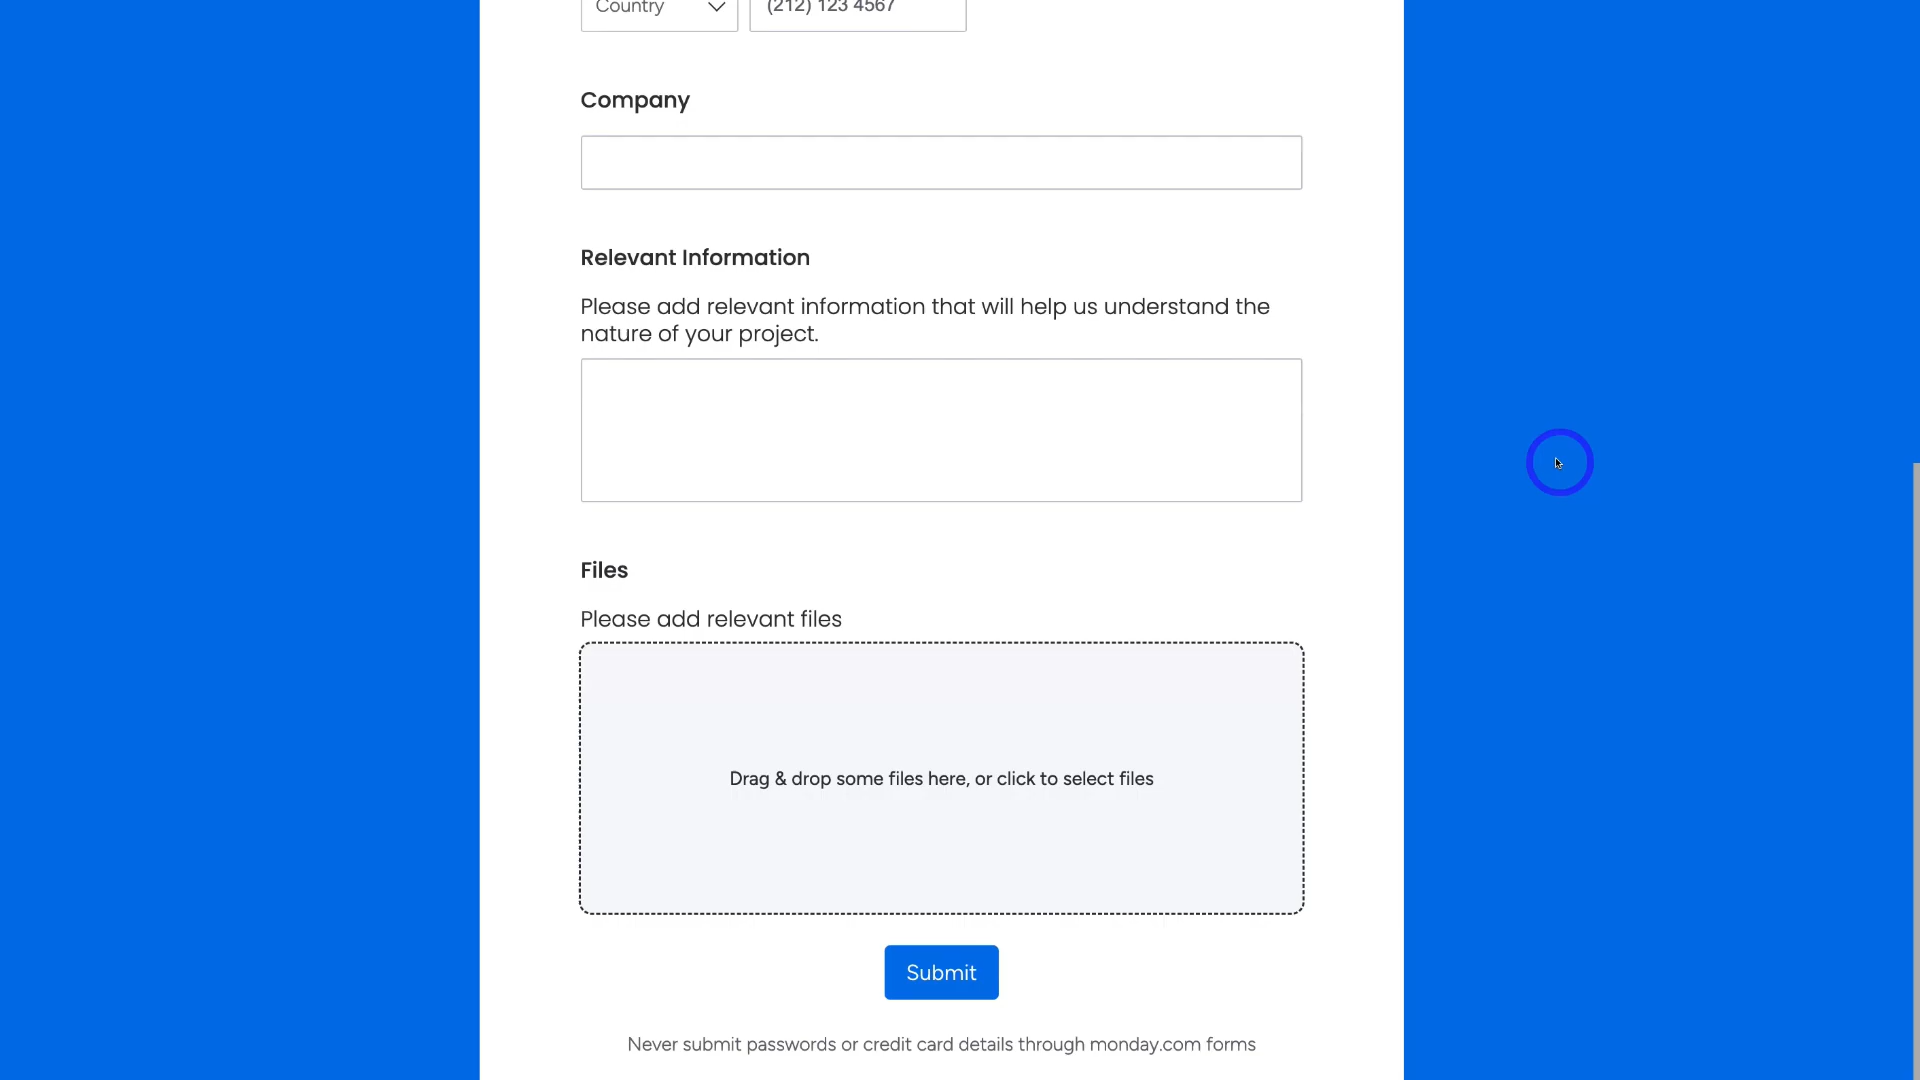 Country
(212) 123 4567
Company
Relevant Information
Please add relevant information that will help us understand the
nature of your project.
Files
Please add relevant files
Drag & drop some files here, or click to select files
Submit
Never submit passwords or credit card details through monday.com forms